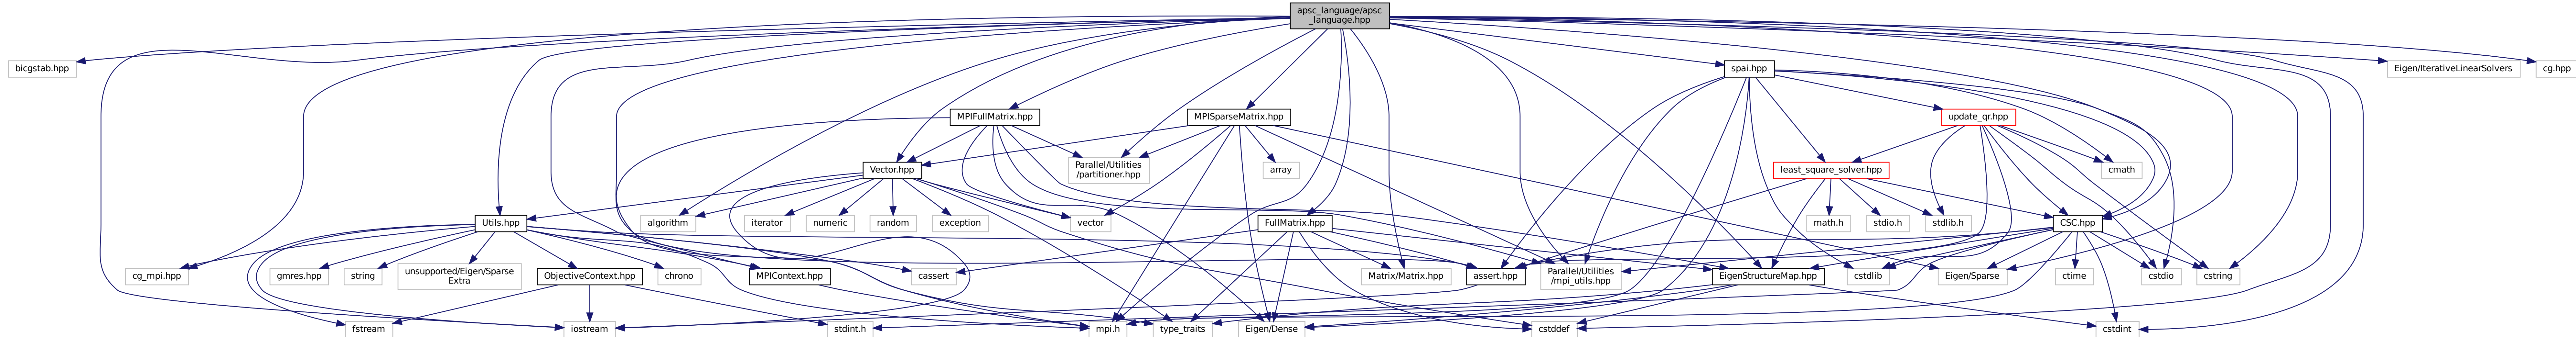 apsc_language/apsc
_language.hpp
bicgstab.hpp
spai.hpp
Eigen/IterativeLinearSolvers
cg.hpp
MPIFullMatrix.hpp
MPISparseMatrix.hpp
update_qr.hpp
Vector.hpp
Parallel/Utilities
/partitioner.hpp
array
least_square_solver.hpp
cmath
Utils.hpp
algorithm
iterator
numeric
random
exception
vector
FullMatrix.hpp
math.h
stdio.h
stdlib.h
CSC.hpp
cg_mpi.hpp
gmres.hpp
string
unsupported/Eigen/Sparse
Extra
ObjectiveContext.hpp
chrono
MPIContext.hpp
cassert
Matrix/Matrix.hpp
assert.hpp
Parallel/Utilities
/mpi_utils.hpp
EigenStructureMap.hpp
cstdlib
Eigen/Sparse
ctime
cstdio
cstring
fstream
iostream
stdint.h
mpi.h
type_traits
Eigen/Dense
cstddef
cstdint